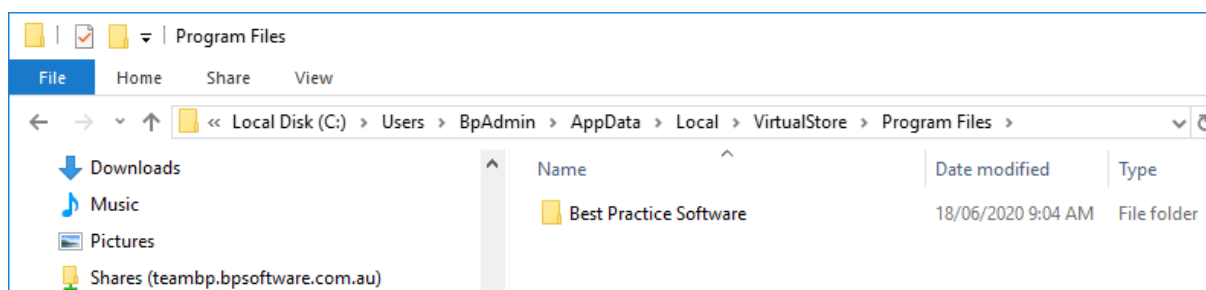 Program Files
File Home Share View
« Local Disk (C:) › Users › BpAdmin › AppData › Local › VirtualStore › Program Files ›
Downloads Name Date modified Type
Music
Best Practice Software 18/06/2020 9:04 AM File folder
Pictures
Shares (teambp.bpsoftware.com.au)